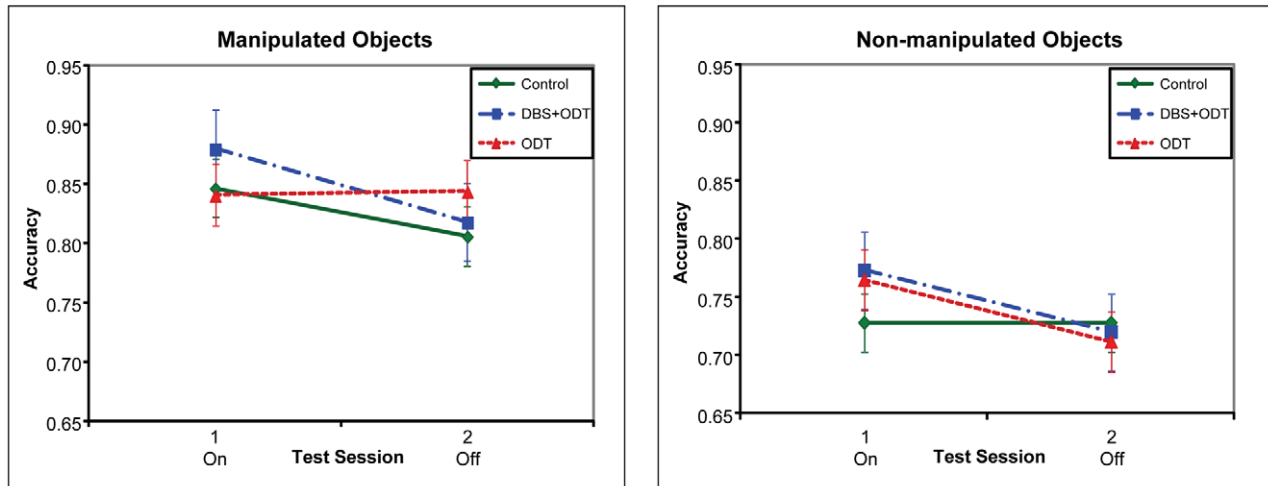 Manipulated Objects
0.95
0.90
0.85
0.80
0.75
0.70
0.65
Accuracy
Control
DBS+ODT
ODT
1
On
Test Session
2
Off
Non-manipulated Objects
0.95
0.90
0.85
0.80
0.75
0.70
0.65
Accuracy
Control
DBS+ODT
ODT
1
On
Test Session
2
Off